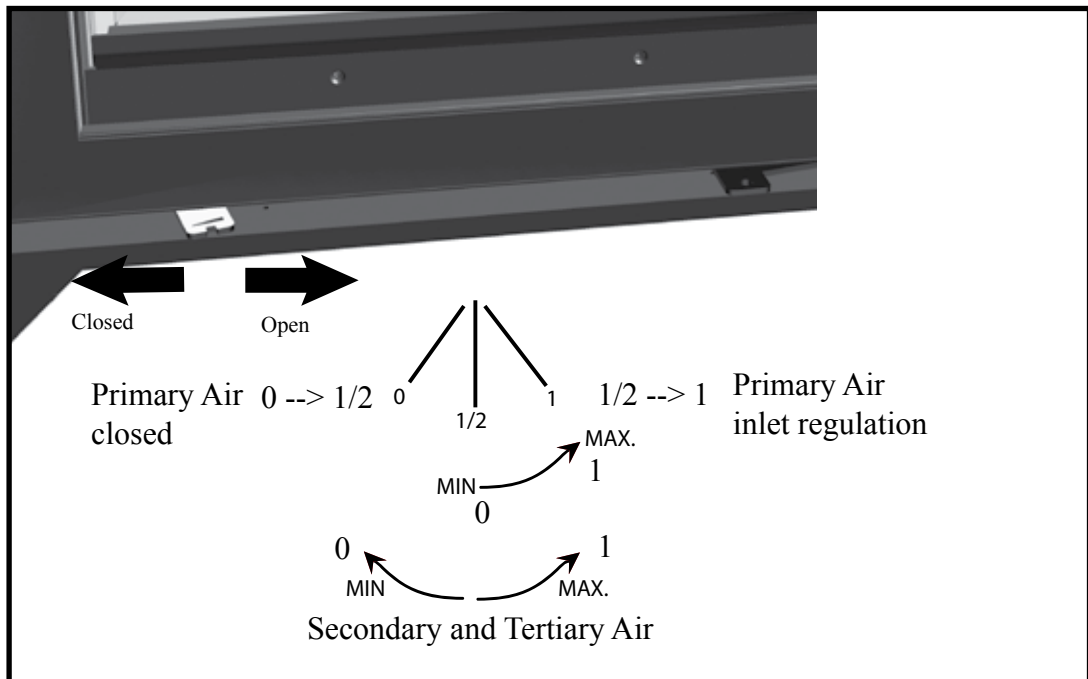 Closed
Open
Primary Air
closed
0 --> 1/2
0
1/2
1
1/2 --> 1
Primary Air
inlet regulation
MAX.
1
MIN
0
0
1
MIN
MAX.
Secondary and Tertiary Air